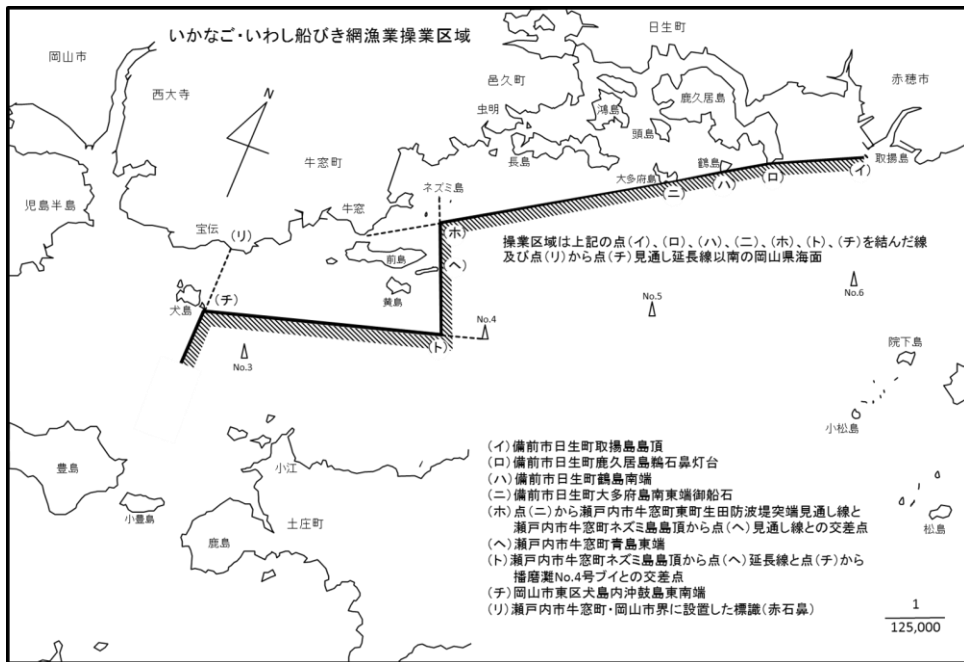 いかなご・いわし船びき網漁業操業区域
日生町
岡山市
邑久町
赤穂市
西大寺
N
虫明
鴻島
鹿久居島
頭島
牛窓町
長島
鶴島
取揚島
大多府島
(イ)
(ロ)
(ハ)
(ニ)
ネズミ島
児島半島
牛窓
宝伝
(リ)
(ホ)
操業区域は上記の点(イ)、(ロ)、(ハ)、(ニ)、(ホ)、(ト)、(チ)を結んだ線
及び点(リ)から点(チ)見通し延長線以南の岡山県海面
前島
(ヘ)
黄島
犬島
(チ)
No.6
No.5
No.4
(ト)
No.3
院下島
小松島
豊島
小江
小豊島
土庄町
鹿島
松島
(イ)備前市日生町取揚島島頂
(ロ)備前市日生町鹿久居島鵜石鼻灯台
(ハ)備前市日生町鶴島南端
(ニ)備前市日生町大多府島南東端御船石
(ホ)点(ニ)から瀬戸内市牛窓町東町生田防波堤突端見通し線と
瀬戸内市牛窓町ネズミ島島頂から点(ヘ)見通し線との交差点
(ヘ)瀬戸内市牛窓町青島東端
(ト)瀬戸内市牛窓町ネズミ島島頂から点(ヘ)延長線と点(チ)から
播磨灘No.4号ブイとの交差点
(チ)岡山市東区犬島内沖鼓島東南端
(リ)瀬戸内市牛窓町・岡山市界に設置した標識(赤石鼻)
1
125,000